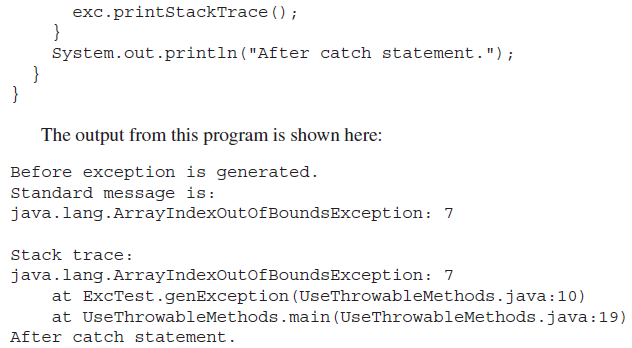 exc.printStackTrace();
}
System.out.println("After catch statement.");
}
}
The output from this program is shown here:
Before exception is generated.
Standard message is:
java.lang.ArrayIndexOutOfBoundsException: 7
Stack trace:
java.lang.ArrayIndexOutOfBoundsException: 7
at ExcTest.genException(UseThrowableMethods.java:10)
at UseThrowableMethods.main(UseThrowableMethods.java:19)
After catch statement.